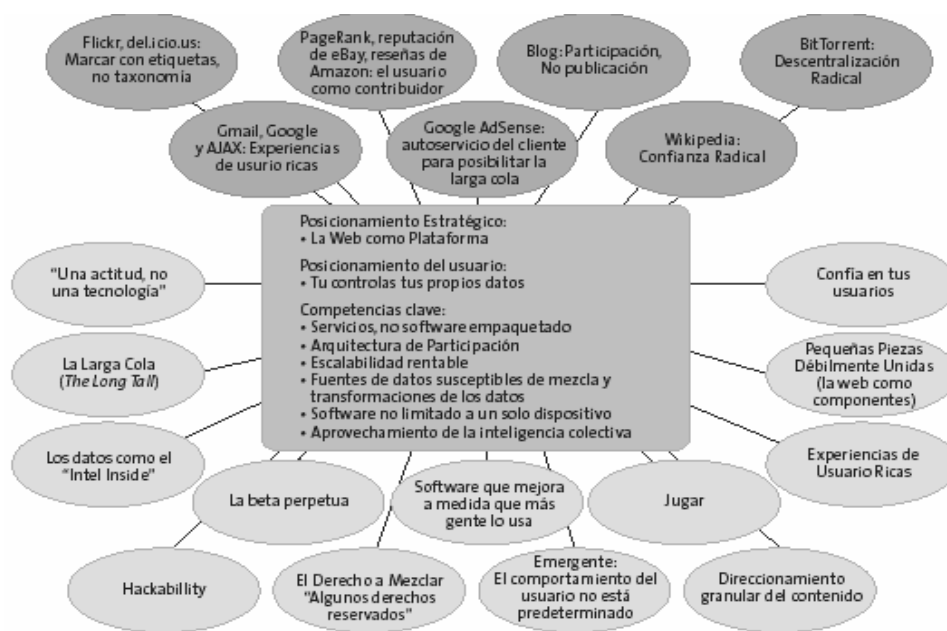 Flickr, del.icio.us:
Marcar con etiquetas,
no taxonomía
PageRank, reputación
de eBay, reseñas de
Amazon: el usuario
como contribuidor
Blog: Participación,
No publicación
BitTorrent:
Descentralización
Radical
Gmail, Google
y AJAX: Experiencias
de usurio ricas
Google AdSense:
autoservicio del cliente
para posibilitar la
larga cola
Wikipedia:
Confianza Radical
Posicionamiento Estratégico:
• La Web como Plataforma
Posicionamiento del usuario:
• Tu controlas tus propios datos
Competencias clave:
• Servicios, no software empaquetado
• Arquitectura de Participación
• Escalabilidad rentable
• Fuentes de datos susceptibles de mezcla y
transformaciones de los datos
• Software no limitado a un solo dispositivo
• Aprovechamiento de la inteligencia colectiva
"Una actitud, no
una tecnología"
La Larga Cola
(The Long Tall)
Los datos como el
"Intel Inside"
Confía en tus
usuarios
Pequeñas Piezas
Débilmente Unidas
(la web como
componentes)
Experiencias de
Usuario Ricas
La beta perpetua
Software que mejora
a medida que más
gente lo usa
Jugar
Hackabillity
El Derecho a Mezclar
"Algunos derechos
reservados"
Emergente:
El comportamiento del
usuario no está
predeterminado
Direccionamiento
granular del contenido